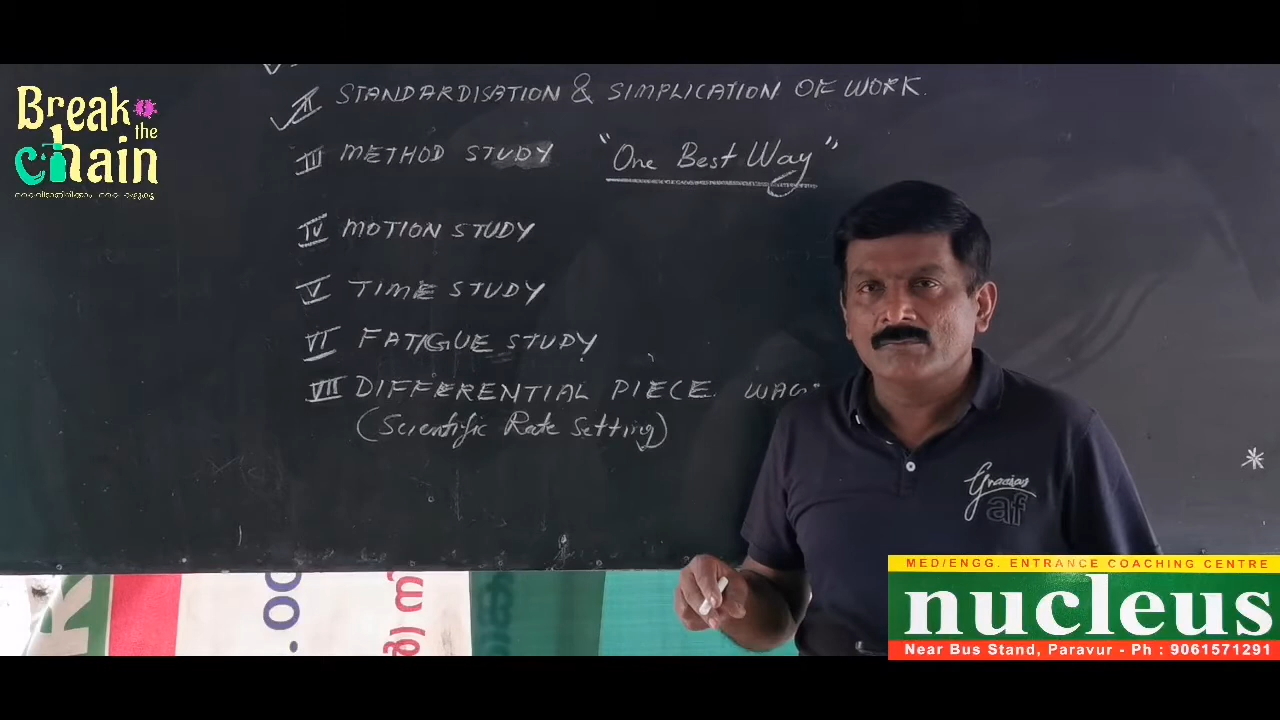 Break
the
chain
II STANDARDISATION & SIMPLICATION OF WORK.
III METHOD STUDY "One Best Way"
IV MOTION STUDY
V TIME STUDY
VI FATIGUE STUDY
VII DIFFERENTIAL PIECE WAG
(Scientific Rate Setting)
Gracious
af
MED/ENGG. ENTRANCE COACHING CENTRE
nucleus
Near Bus Stand, Paravur - Ph : 9061571291